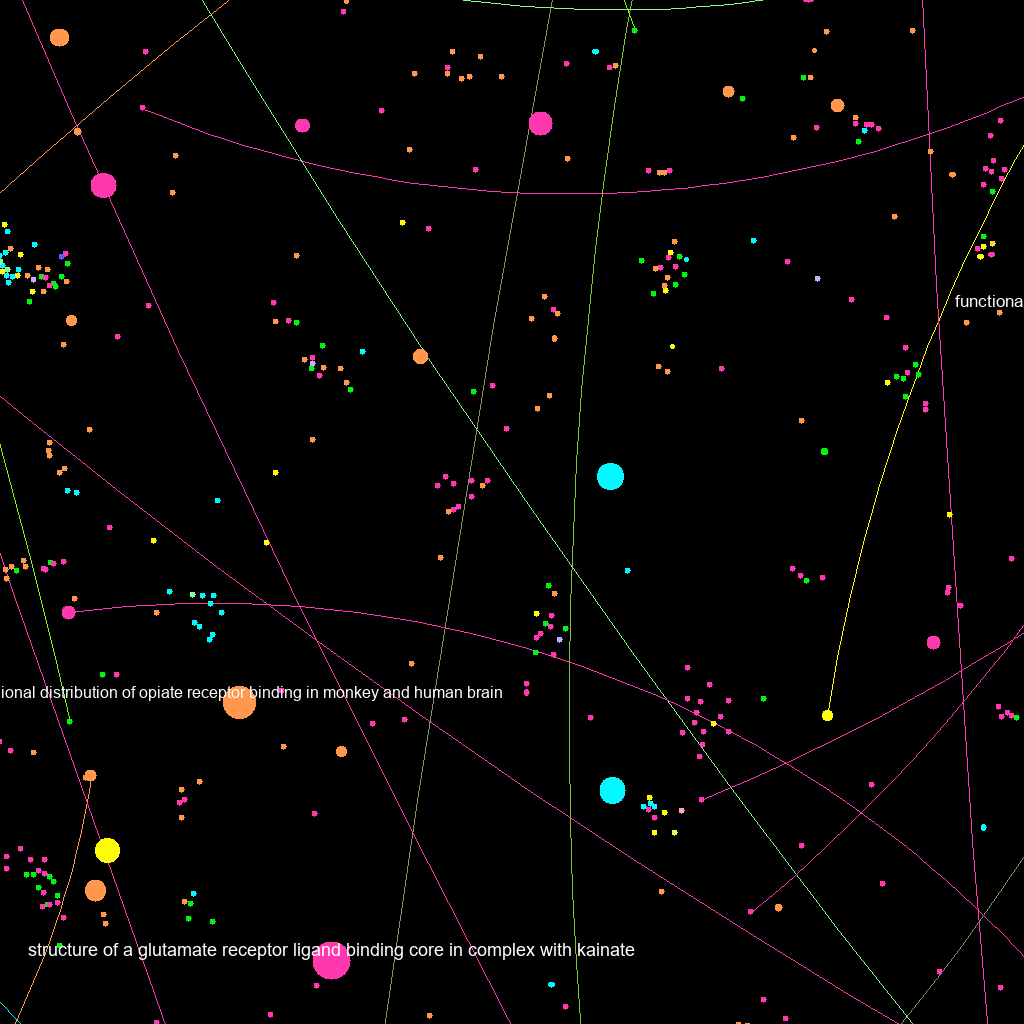 functiona
ional distribution of opiate receptor binding in monkey and human brain
structure of a glutamate receptor ligand binding core in complex with kainate